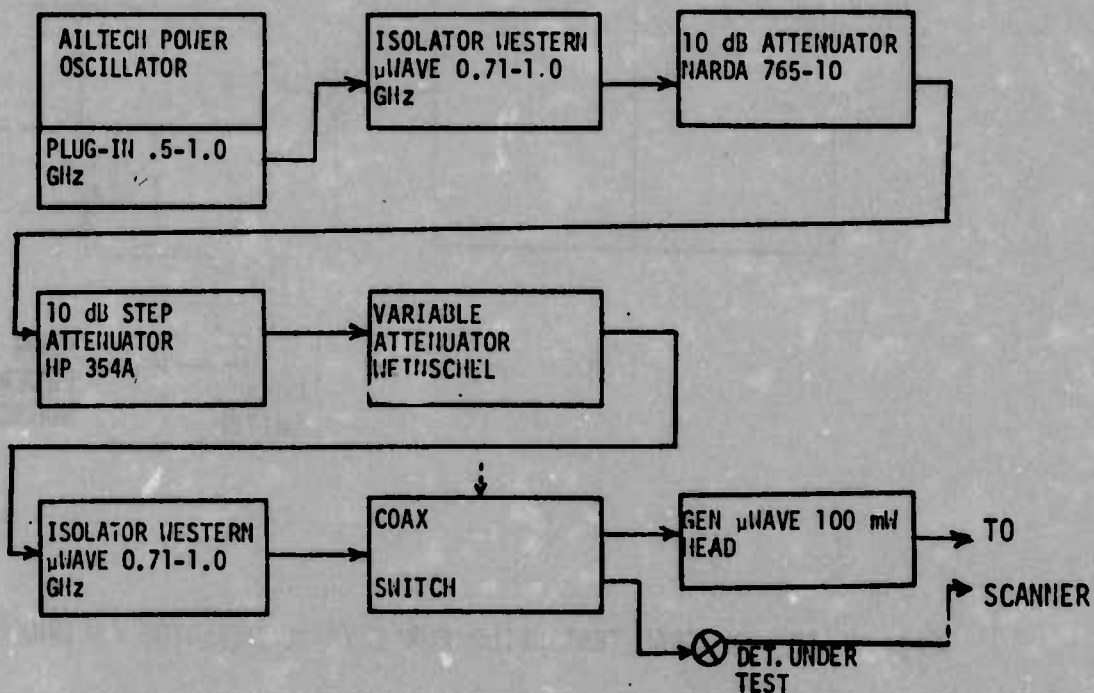 AILTECH POWER
OSCILLATOR
PLUG-IN .5-1.0
GHz
ISOLATOR WESTERN
µWAVE 0.71-1.0
GHz
10 dB ATTENUATOR
NARDA 765-10
10 dB STEP
ATTENUATOR
HP 354A
VARIABLE
ATTENUATOR
WEINSCHEL
ISOLATOR WESTERN
µWAVE 0.71-1.0
GHz
COAX
SWITCH
GEN µWAVE 100 mW
HEAD
TO
SCANNER
DET. UNDER
TEST